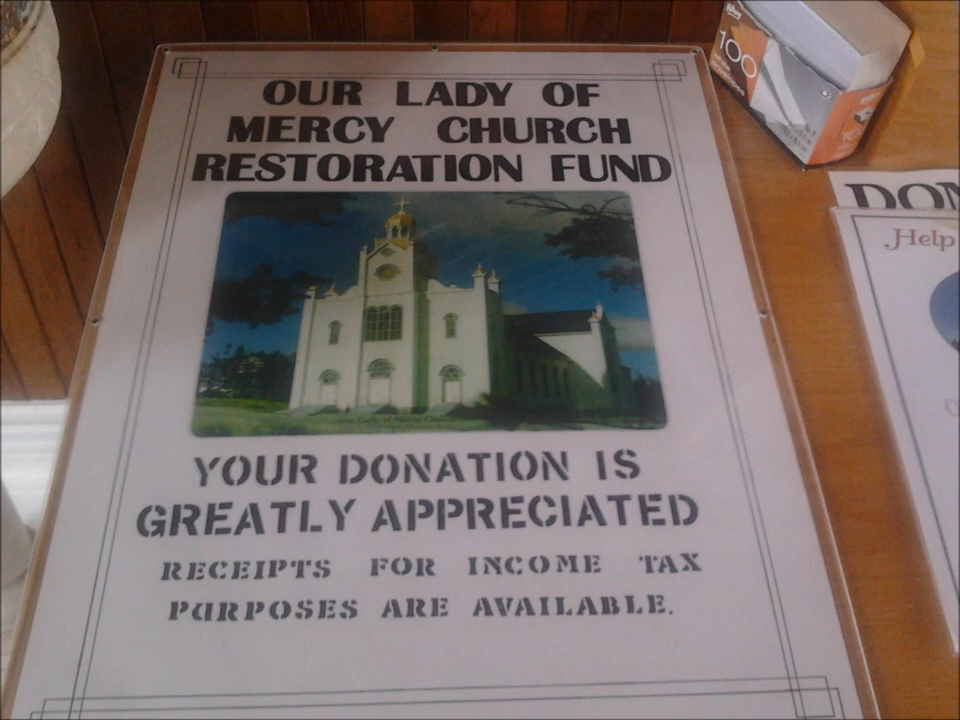 OUR LADY OF
MERCY CHURCH
RESTORATION FUND
YOUR DONATION IS
GREATLY APPRECIATED
RECEIPTS FOR INCOME TAX
PURPOSES ARE AVAILABLE.
100
Help